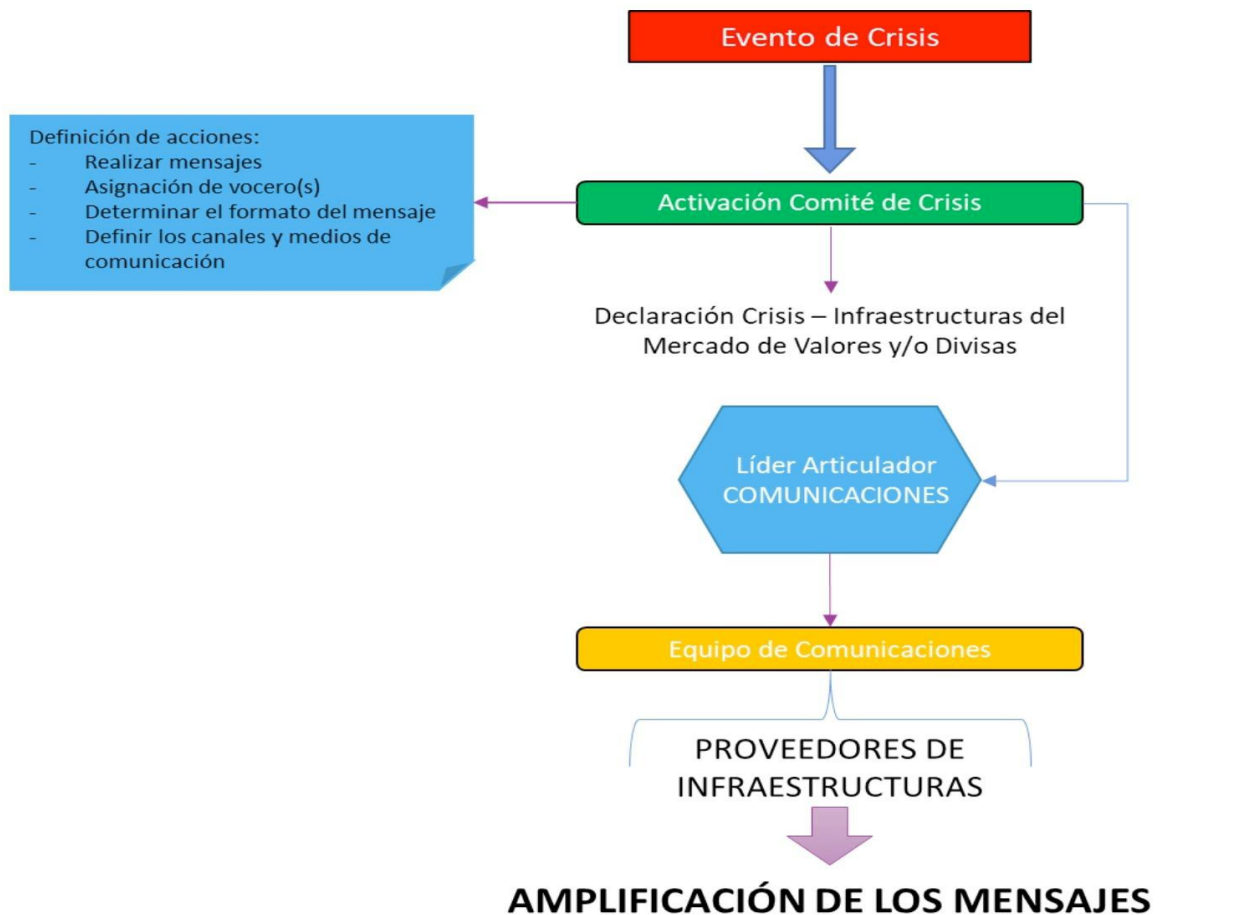 Evento de Crisis
Definición de acciones:
- Realizar mensajes
- Asignación de vocero(s)
- Determinar el formato del mensaje
- Definir los canales y medios de
comunicación
Activación Comité de Crisis
Declaración Crisis – Infraestructuras del
Mercado de Valores y/o Divisas
Líder Articulador
COMUNICACIONES
Equipo de Comunicaciones
PROVEEDORES DE
INFRAESTRUCTURAS
AMPLIFICACIÓN DE LOS MENSAJES